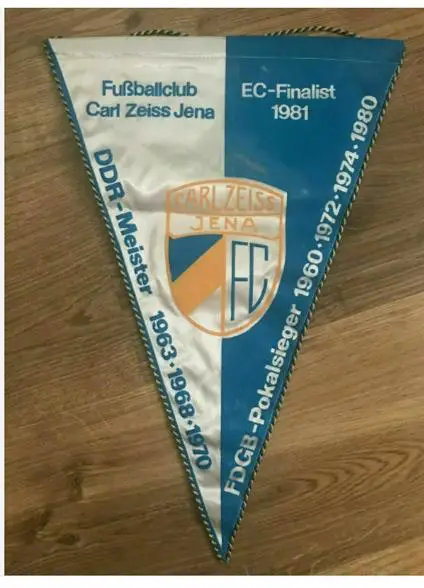 Fußballclub
Carl Zeiss Jena
EC-Finalist
1981
DDR-Meister 1963·1968·1970
CARL ZEISS
JENA
FC
FDGB-Pokalsieger 1960·1972·1974·1980